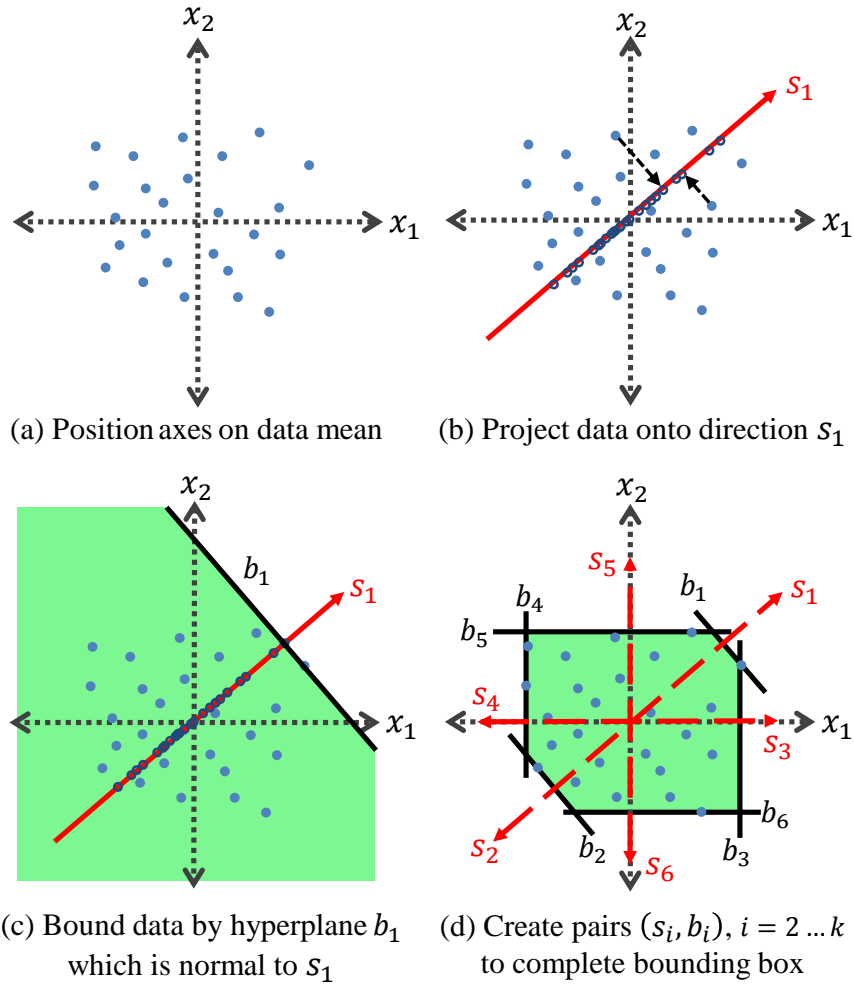 x₂
x₁
(a) Position axes on data mean
x₂
s₁
x₁
(b) Project data onto direction s₁
x₂
b₁
s₁
x₁
(c) Bound data by hyperplane b₁
which is normal to s₁
x₂
s₅
b₁
s₁
b₄
b₅
s₄
x₁
s₃
b₆
s₂
b₂
s₆
b₃
(d) Create pairs (sᵢ, bᵢ), i = 2 … k
to complete bounding box